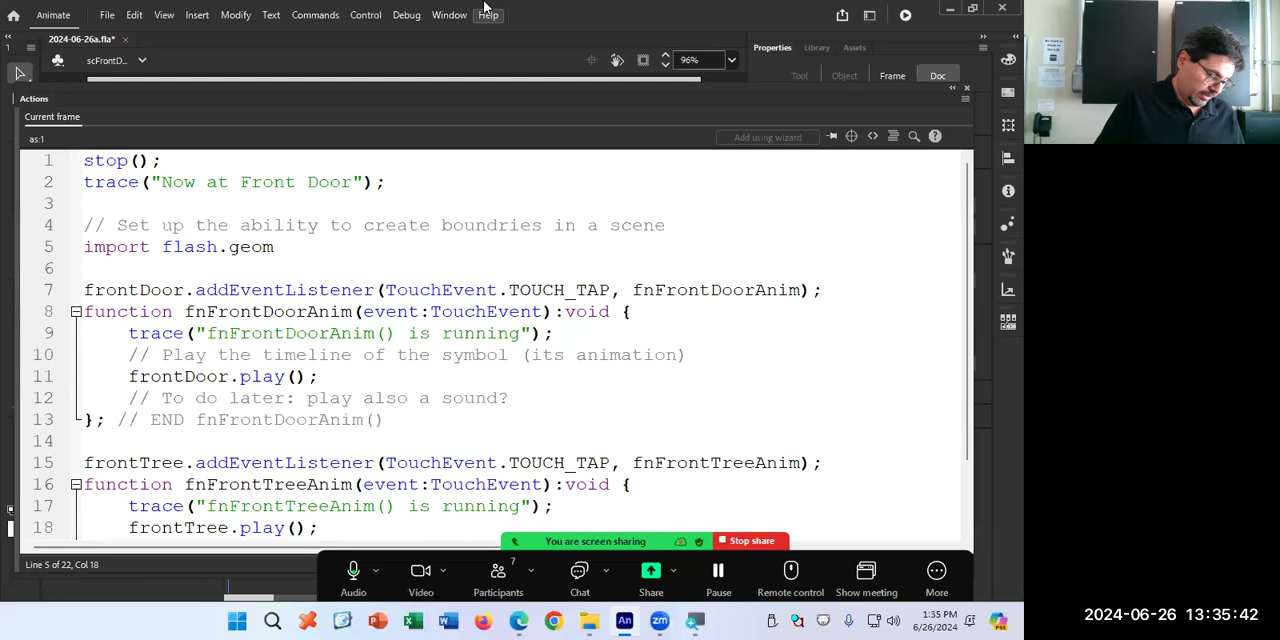 Animate File Edit View Insert Modify Text Commands Control Debug Window Help
2024-06-26a.fla* ×
1
scFrontD...
96%
Properties Library Assets
Tool Object Frame Doc
Actions
Current frame
as:1
Add using wizard
1 stop();
2 trace("Now at Front Door");
3
4 // Set up the ability to create boundries in a scene
5 import flash.geom
6
7 frontDoor.addEventListener(TouchEvent.TOUCH_TAP, fnFrontDoorAnim);
8 function fnFrontDoorAnim(event:TouchEvent):void {
9 trace("fnFrontDoorAnim() is running");
10 // Play the timeline of the symbol (its animation)
11 frontDoor.play();
12 // To do later: play also a sound?
13 }; // END fnFrontDoorAnim()
14
15 frontTree.addEventListener(TouchEvent.TOUCH_TAP, fnFrontTreeAnim);
16 function fnFrontTreeAnim(event:TouchEvent):void {
17 trace("fnFrontTreeAnim() is running");
18 frontTree.play();
You are screen sharing Stop share
Line 5 of 22, Col 18
7
Audio Video Participants Chat Share Pause Remote control Show meeting More
1:35 PM
6/26/2024
2024-06-26 13:35:42